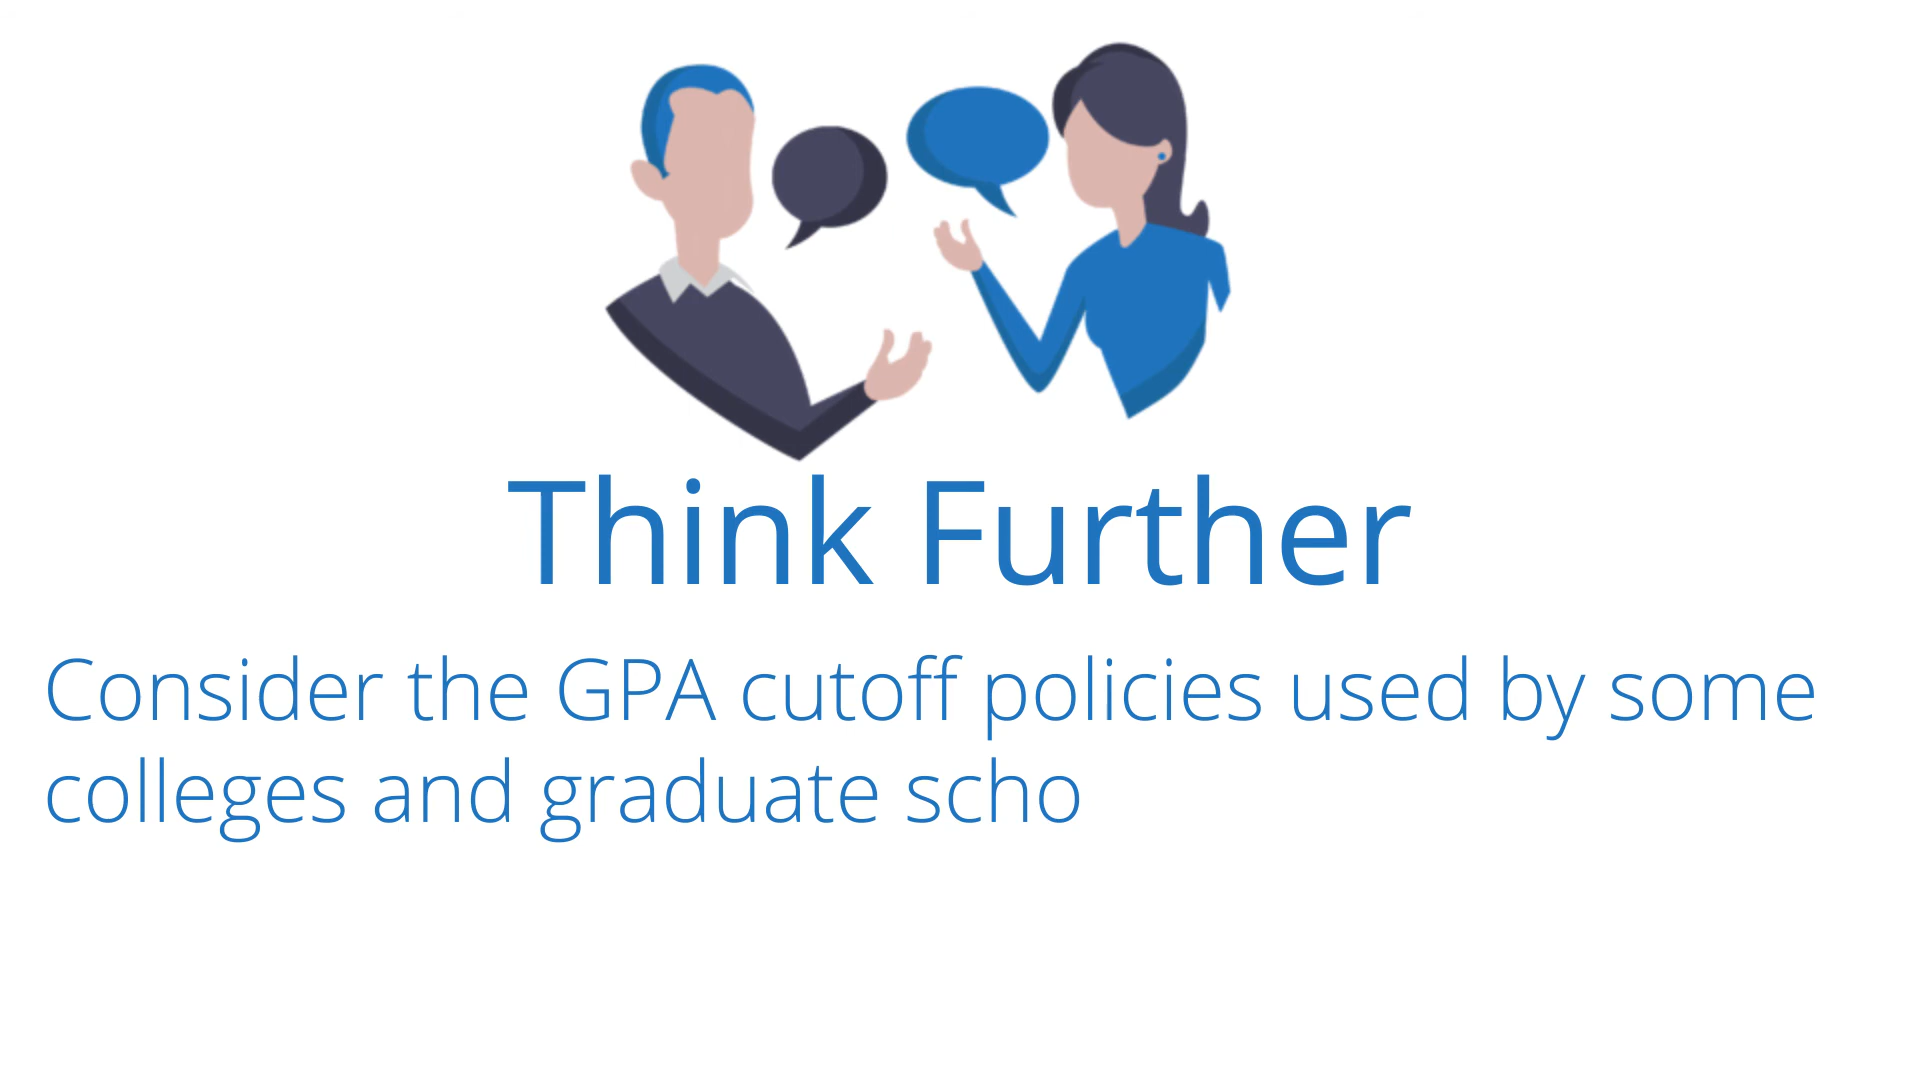 Think Further
Consider the GPA cutoff policies used by some
colleges and graduate scho